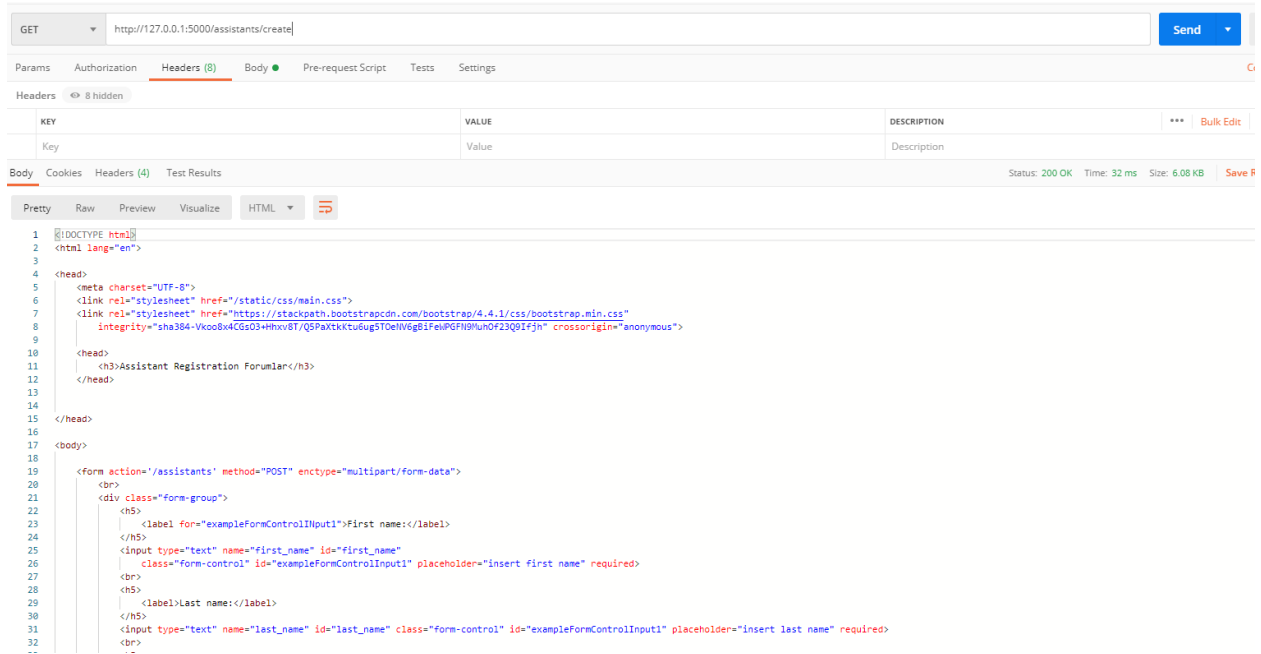 GET http://127.0.0.1:5000/assistants/create Send
Params Authorization Headers (8) Body Pre-request Script Tests Settings
Headers 8 hidden
KEY VALUE DESCRIPTION ••• Bulk Edit
Key Value Description
Body Cookies Headers (4) Test Results Status: 200 OK Time: 32 ms Size: 6.08 KB Save R
Pretty Raw Preview Visualize HTML
1 <!DOCTYPE html>
2 <html lang="en">
3
4 <head>
5 <meta charset="UTF-8">
6 <link rel="stylesheet" href="/static/css/main.css">
7 <link rel="stylesheet" href="https://stackpath.bootstrapcdn.com/bootstrap/4.4.1/css/bootstrap.min.css"
8 integrity="sha384-Vkoo8x4CGsO3+Hhxv8T/Q5PaXtkKtu6ug5TOeNV6gBiFeWPGFN9MuhOf23Q9Ifjh" crossorigin="anonymous">
9
10 <head>
11 <h3>Assistant Registration Forumlar</h3>
12 </head>
13
14
15 </head>
16
17 <body>
18
19 <form action='/assistants' method="POST" enctype="multipart/form-data">
20 <br>
21 <div class="form-group">
22 <h5>
23 <label for="exampleFormControlINput1">First name:</label>
24 </h5>
25 <input type="text" name="first_name" id="first_name"
26 class="form-control" id="exampleFormControlInput1" placeholder="insert first name" required>
27 <br>
28 <h5>
29 <label>Last name:</label>
30 </h5>
31 <input type="text" name="last_name" id="last_name" class="form-control" id="exampleFormControlInput1" placeholder="insert last name" required>
32 <br>